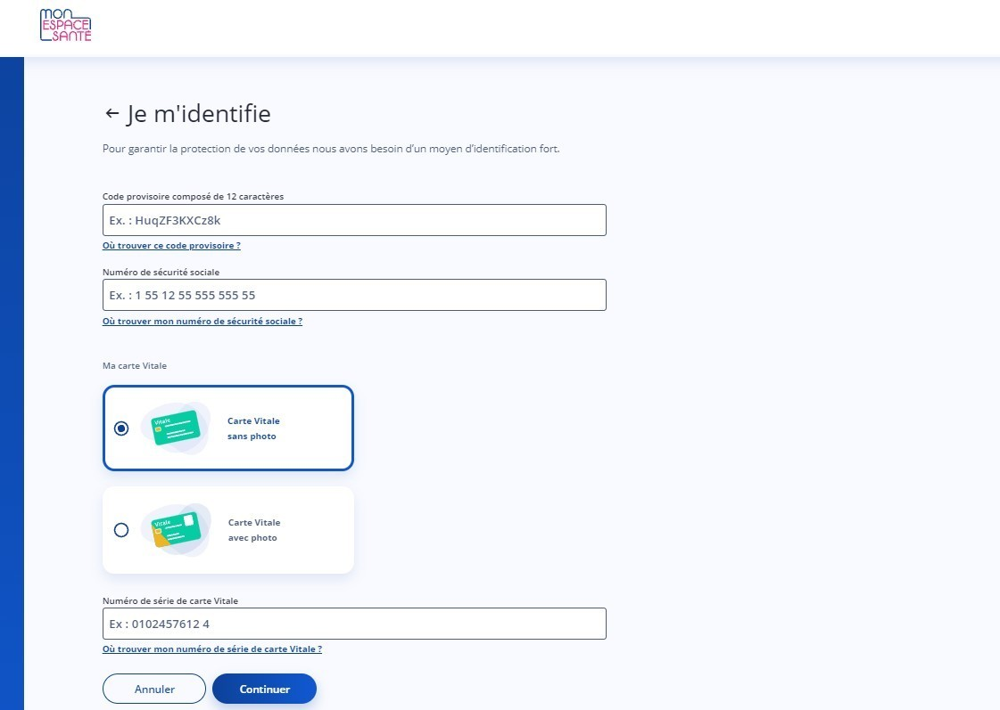 mon
ESPACE
SANTÉ
← Je m'identifie
Pour garantir la protection de vos données nous avons besoin d'un moyen d'identification fort.
Code provisoire composé de 12 caractères
Ex. : HuqZF3KXCz8k
Où trouver ce code provisoire ?
Numéro de sécurité sociale
Ex. : 1 55 12 55 555 555 55
Où trouver mon numéro de sécurité sociale ?
Ma carte Vitale
Vitale
Carte Vitale
sans photo
Vitale
Carte Vitale
avec photo
Numéro de série de carte Vitale
Ex : 0102457612 4
Où trouver mon numéro de série de carte Vitale ?
Annuler
Continuer